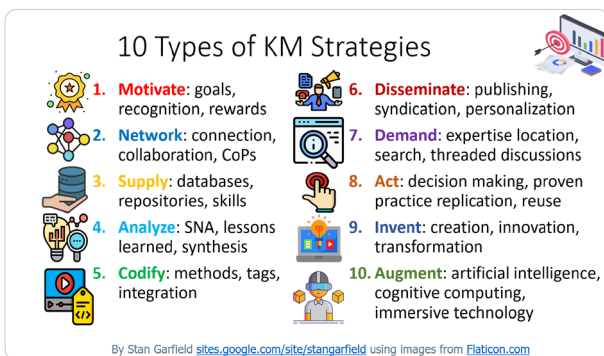 10 Types of KM Strategies
1. Motivate: goals,
recognition, rewards
2. Network: connection,
collaboration, CoPs
3. Supply: databases,
repositories, skills
4. Analyze: SNA, lessons
learned, synthesis
5. Codify: methods, tags,
integration
6. Disseminate: publishing,
syndication, personalization
7. Demand: expertise location,
search, threaded discussions
8. Act: decision making, proven
practice replication, reuse
9. Invent: creation, innovation,
transformation
10. Augment: artificial intelligence,
cognitive computing,
immersive technology
By Stan Garfield sites.google.com/site/stangarfield using images from Flaticon.com